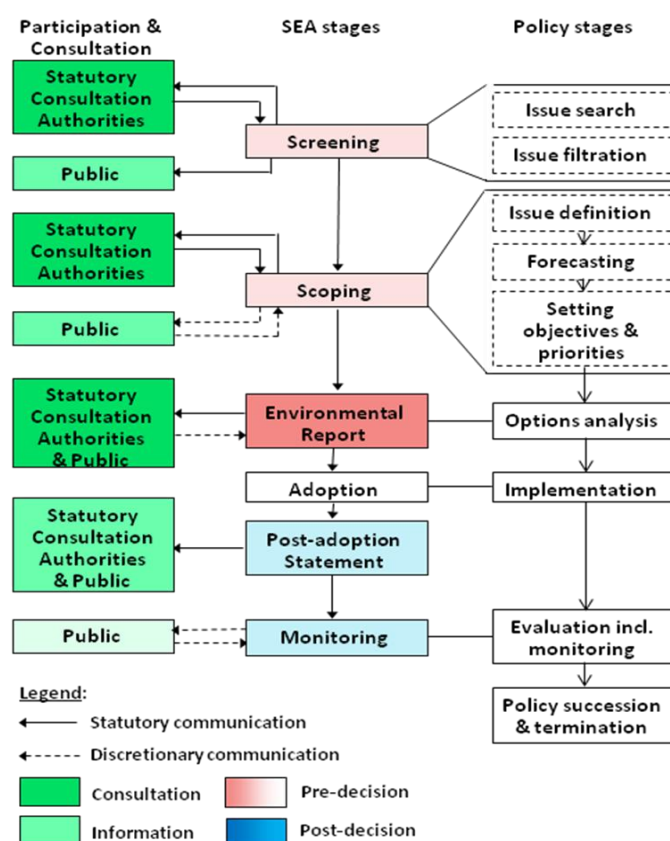 Participation &
Consultation
SEA stages
Policy stages
Statutory
Consultation
Authorities
Public
Screening
Issue search
Issue filtration
Statutory
Consultation
Authorities
Public
Scoping
Issue definition
Forecasting
Setting
objectives &
priorities
Statutory
Consultation
Authorities
& Public
Environmental
Report
Options analysis
Adoption
Implementation
Statutory
Consultation
Authorities
& Public
Post-adoption
Statement
Public
Monitoring
Evaluation incl.
monitoring
Policy succession
& termination
Legend:
Statutory communication
Discretionary communication
Consultation
Pre-decision
Information
Post-decision